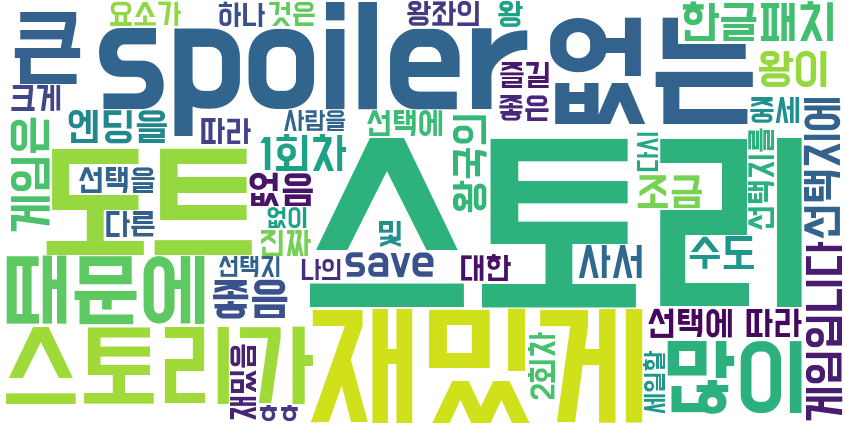 요소가 하나 것은 왕좌의 왕 한글패치
큰 spoiler 없는
크게 즐길 좋은 왕이
엔딩을 따라 사람을 선택에 중세
게임은 1회차 왕국의 다시 선택지를 선택지에
도트 스토리
선택을 없음 조금
다른 없이 및
때문에 진짜 수도
선택지 나의 save 대한 사서
좋음 게임입니다
스토리가 재밌게 선택에 따라
재밌음 2회차 세일할 많이
ㅎㅎ